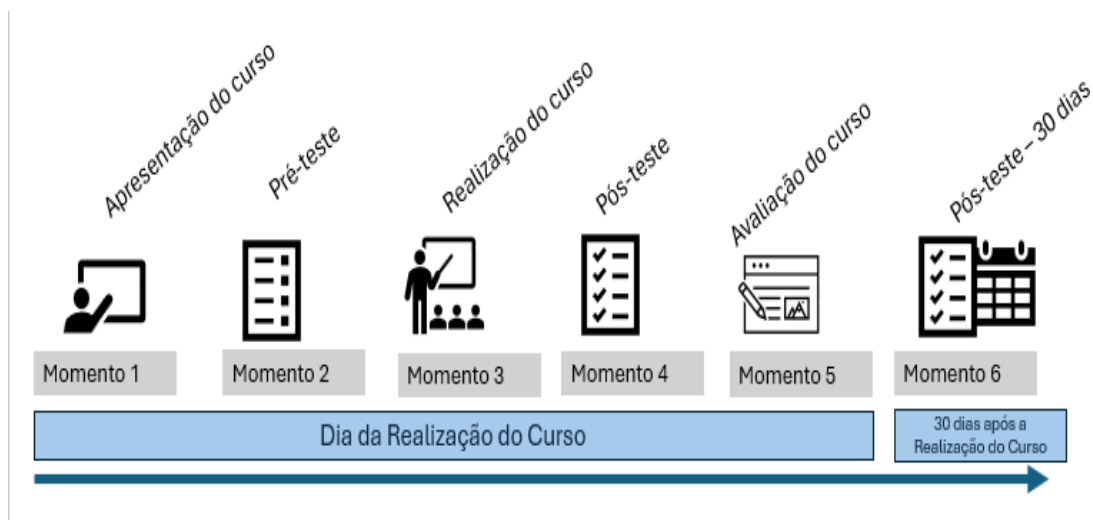 Apresentação do curso
Pré-teste
Realização do curso
Pós-teste
Avaliação do curso
Pós-teste – 30 dias
Momento 1
Momento 2
Momento 3
Momento 4
Momento 5
Momento 6
Dia da Realização do Curso
30 dias após a
Realização do Curso